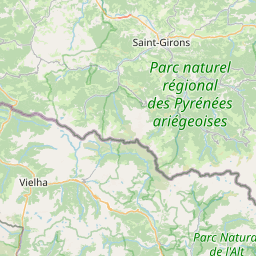 Saint-Girons
Parc naturel
régional
des Pyrénées
ariégeoises
Vielha
Parc Natura
de l'Alt